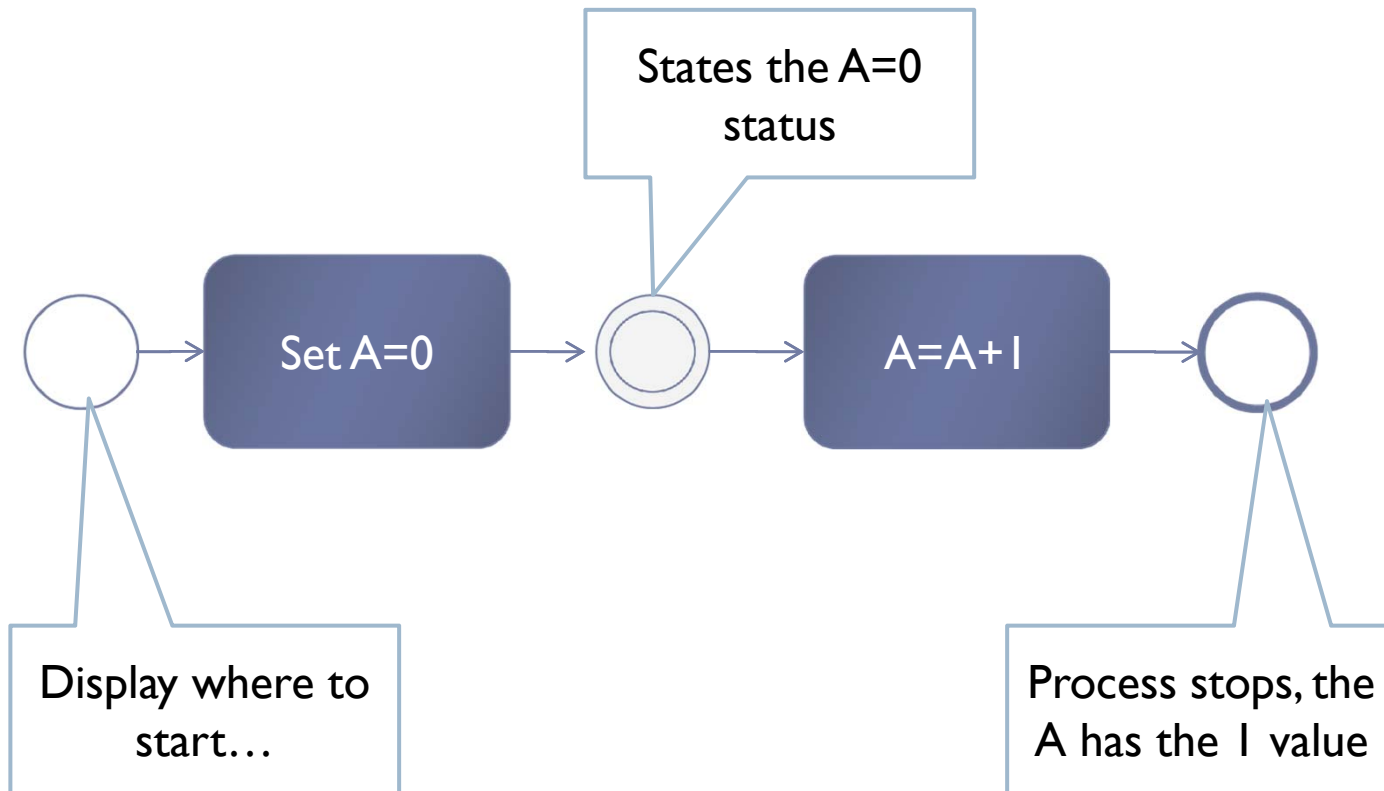 States the A=0
status
Set A=0
A=A+1
Display where to
start…
Process stops, the
A has the 1 value